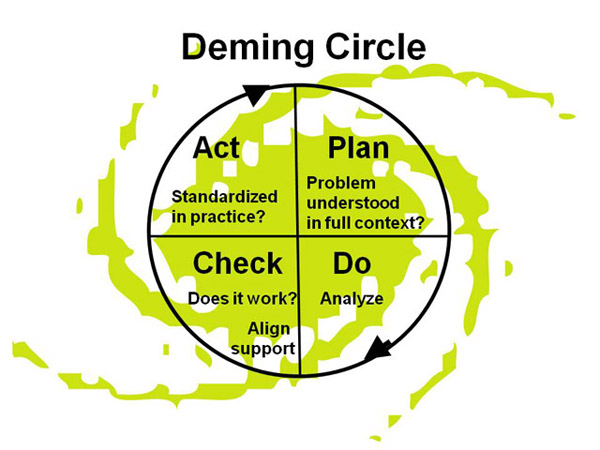 Deming Circle
Act
Standardized
in practice?
Plan
Problem
understood
in full context?
Check
Does it work?
Align
support
Do
Analyze